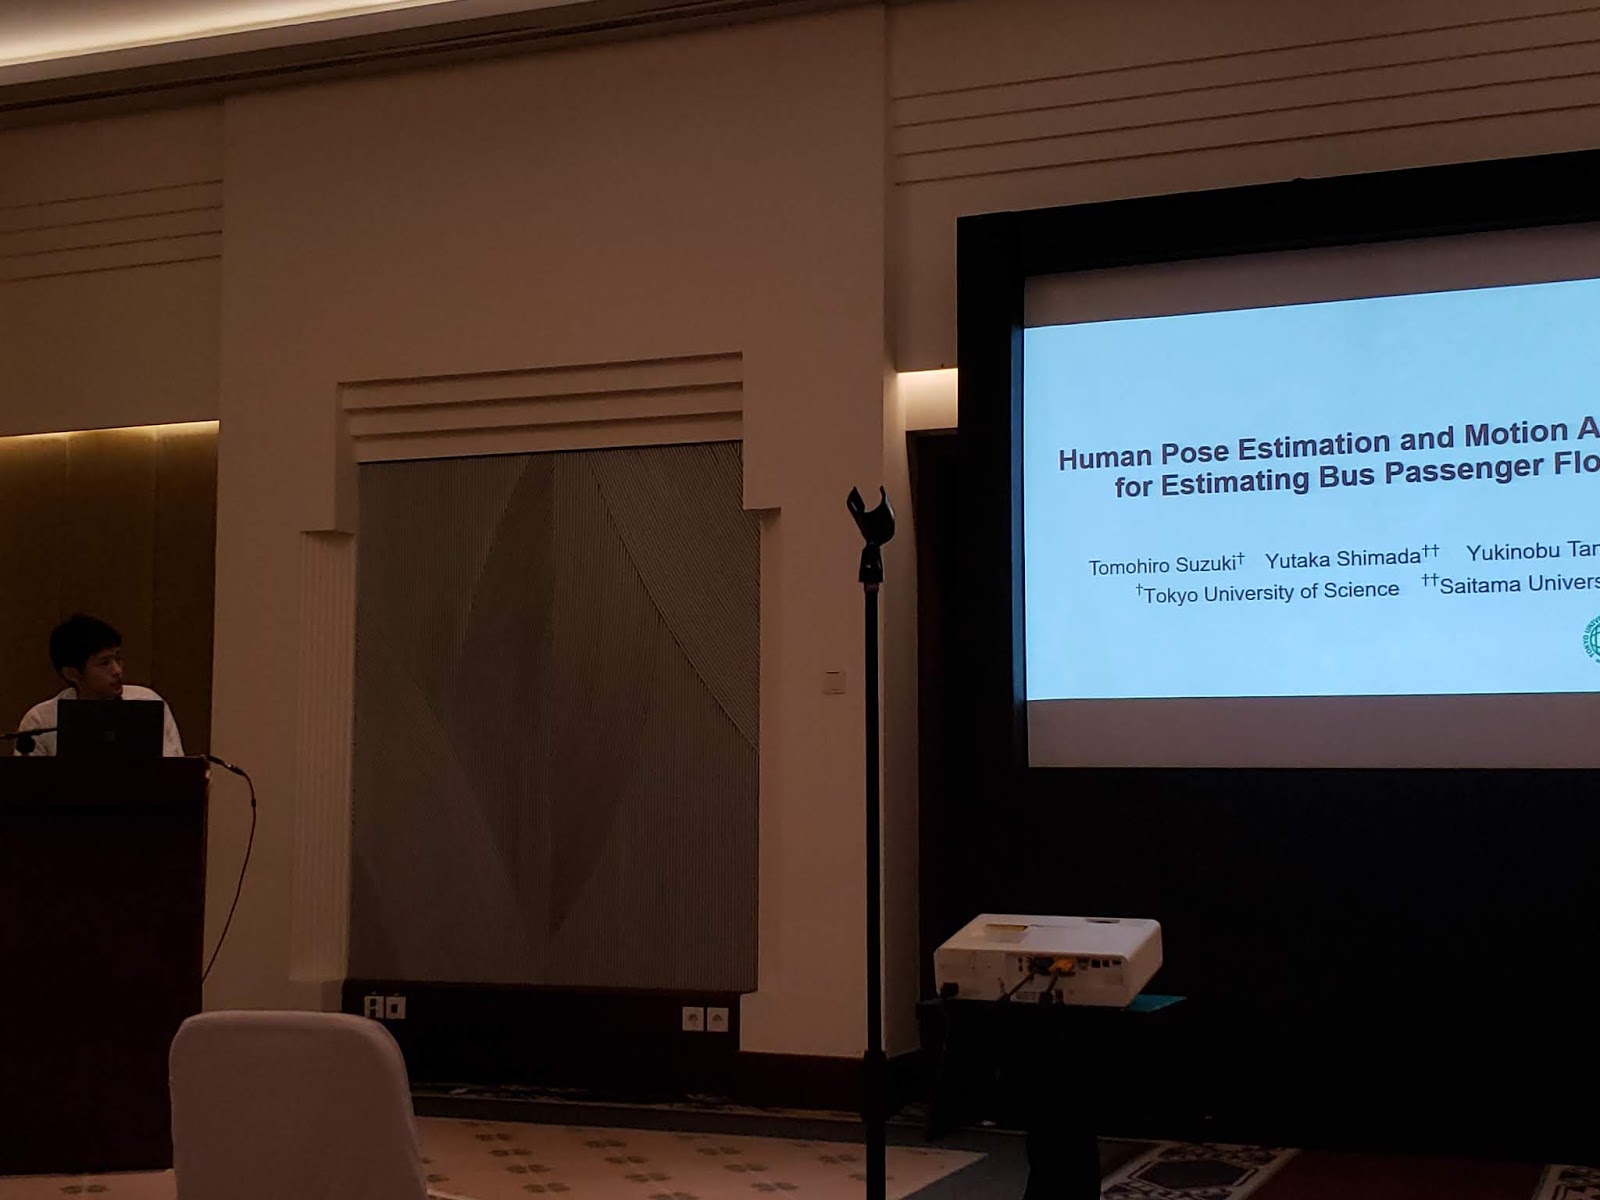 Human Pose Estimation and Motion A
for Estimating Bus Passenger Flo
Tomohiro Suzuki† Yutaka Shimada†† Yukinobu Tan
†Tokyo University of Science ††Saitama Univers